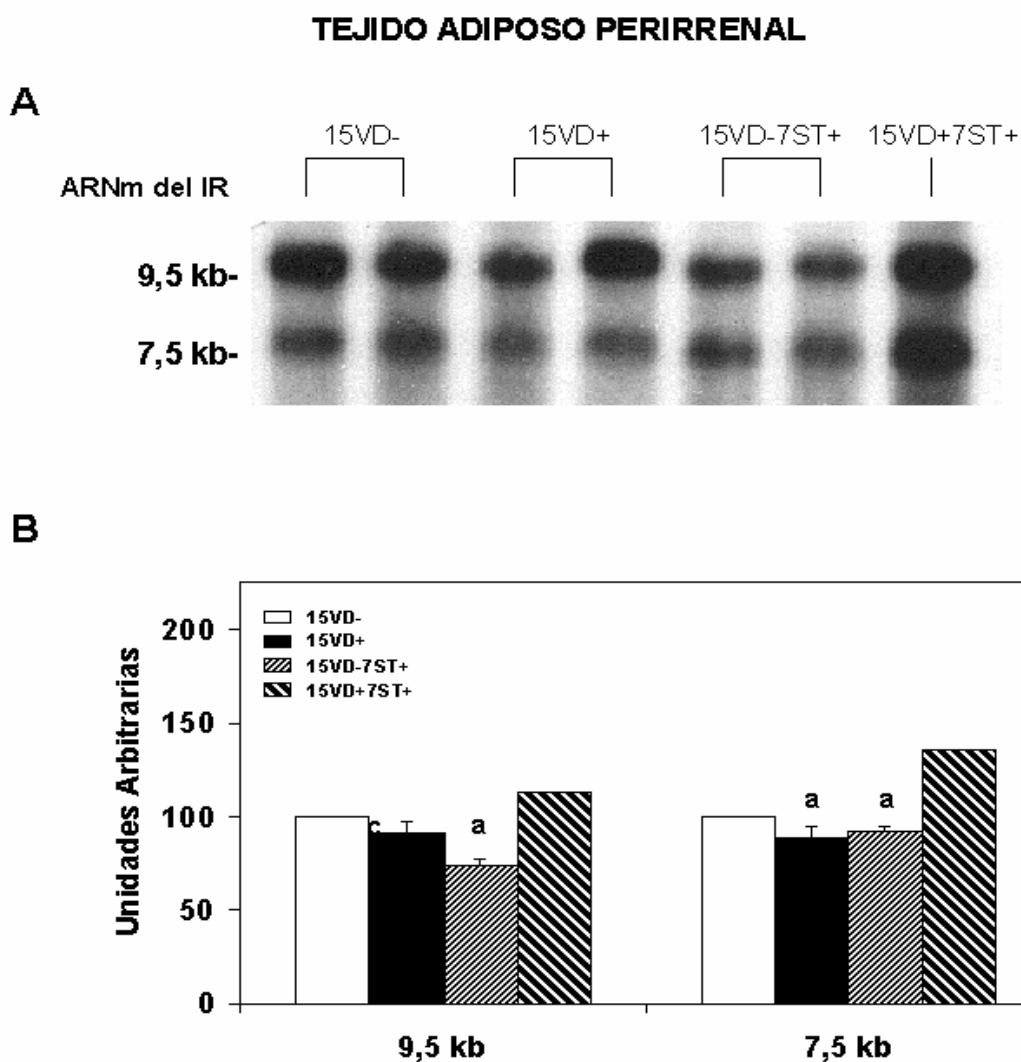 TEJIDO ADIPOSO PERIRRENAL
A
15VD- 15VD+ 15VD-7ST+ 15VD+7ST+
ARNm del IR
9,5 kb-
7,5 kb-
B
15VD-
15VD+
15VD-7ST+
15VD+7ST+
Unidades Arbitrarias
200
150
100
50
0
c a a a
9,5 kb 7,5 kb